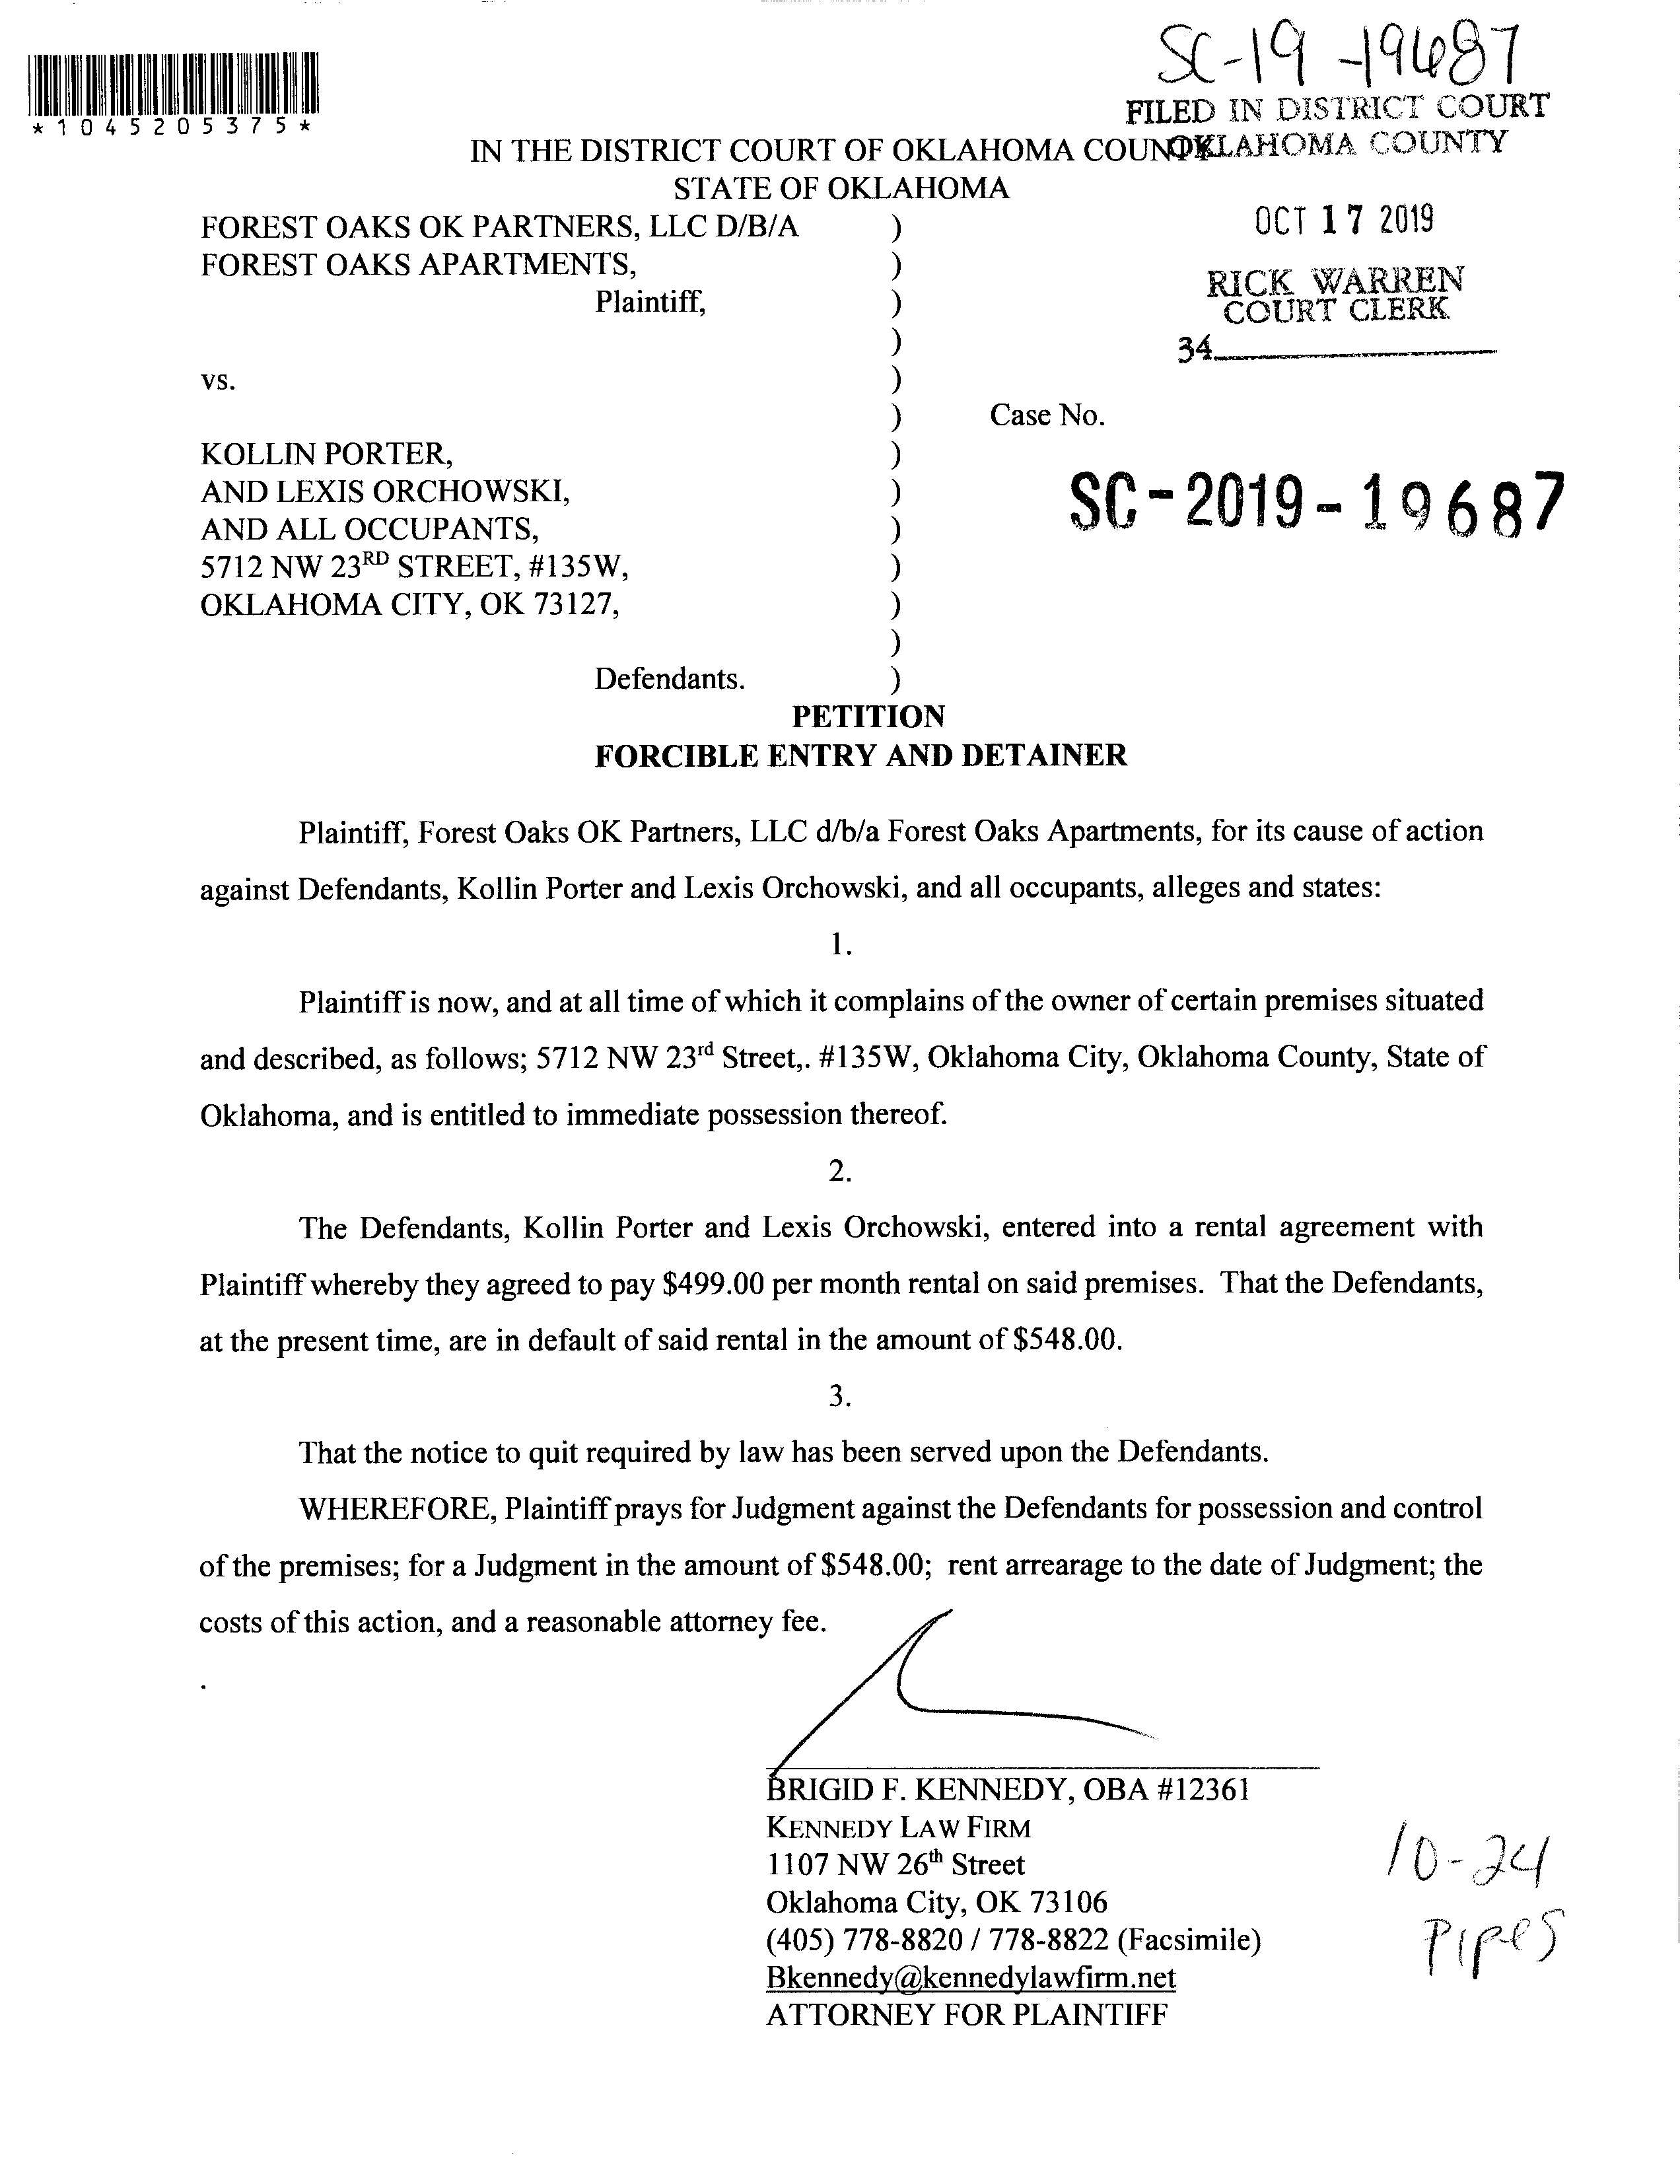 SC-19-19687
*1045205375*
FILED IN DISTRICT COURT
OKLAHOMA COUNTY
IN THE DISTRICT COURT OF OKLAHOMA COUNTY
STATE OF OKLAHOMA
OCT 17 2019
RICK WARREN
COURT CLERK
34
FOREST OAKS OK PARTNERS, LLC D/B/A )
FOREST OAKS APARTMENTS, )
Plaintiff, )
)
vs. )
) Case No.
KOLLIN PORTER, )
AND LEXIS ORCHOWSKI, ) SC-2019-19687
AND ALL OCCUPANTS, )
5712 NW 23RD STREET, #135W, )
OKLAHOMA CITY, OK 73127, )
)
Defendants. )
PETITION
FORCIBLE ENTRY AND DETAINER
Plaintiff, Forest Oaks OK Partners, LLC d/b/a Forest Oaks Apartments, for its cause of action
against Defendants, Kollin Porter and Lexis Orchowski, and all occupants, alleges and states:
1.
Plaintiff is now, and at all time of which it complains of the owner of certain premises situated
and described, as follows; 5712 NW 23rd Street,. #135W, Oklahoma City, Oklahoma County, State of
Oklahoma, and is entitled to immediate possession thereof.
2.
The Defendants, Kollin Porter and Lexis Orchowski, entered into a rental agreement with
Plaintiff whereby they agreed to pay $499.00 per month rental on said premises. That the Defendants,
at the present time, are in default of said rental in the amount of $548.00.
3.
That the notice to quit required by law has been served upon the Defendants.
WHEREFORE, Plaintiff prays for Judgment against the Defendants for possession and control
of the premises; for a Judgment in the amount of $548.00; rent arrearage to the date of Judgment; the
costs of this action, and a reasonable attorney fee.
.
BRIGID F. KENNEDY, OBA #12361
KENNEDY LAW FIRM
1107 NW 26th Street
Oklahoma City, OK 73106
(405) 778-8820 / 778-8822 (Facsimile)
Bkennedy@kennedylawfirm.net
ATTORNEY FOR PLAINTIFF
10-24
Pipes